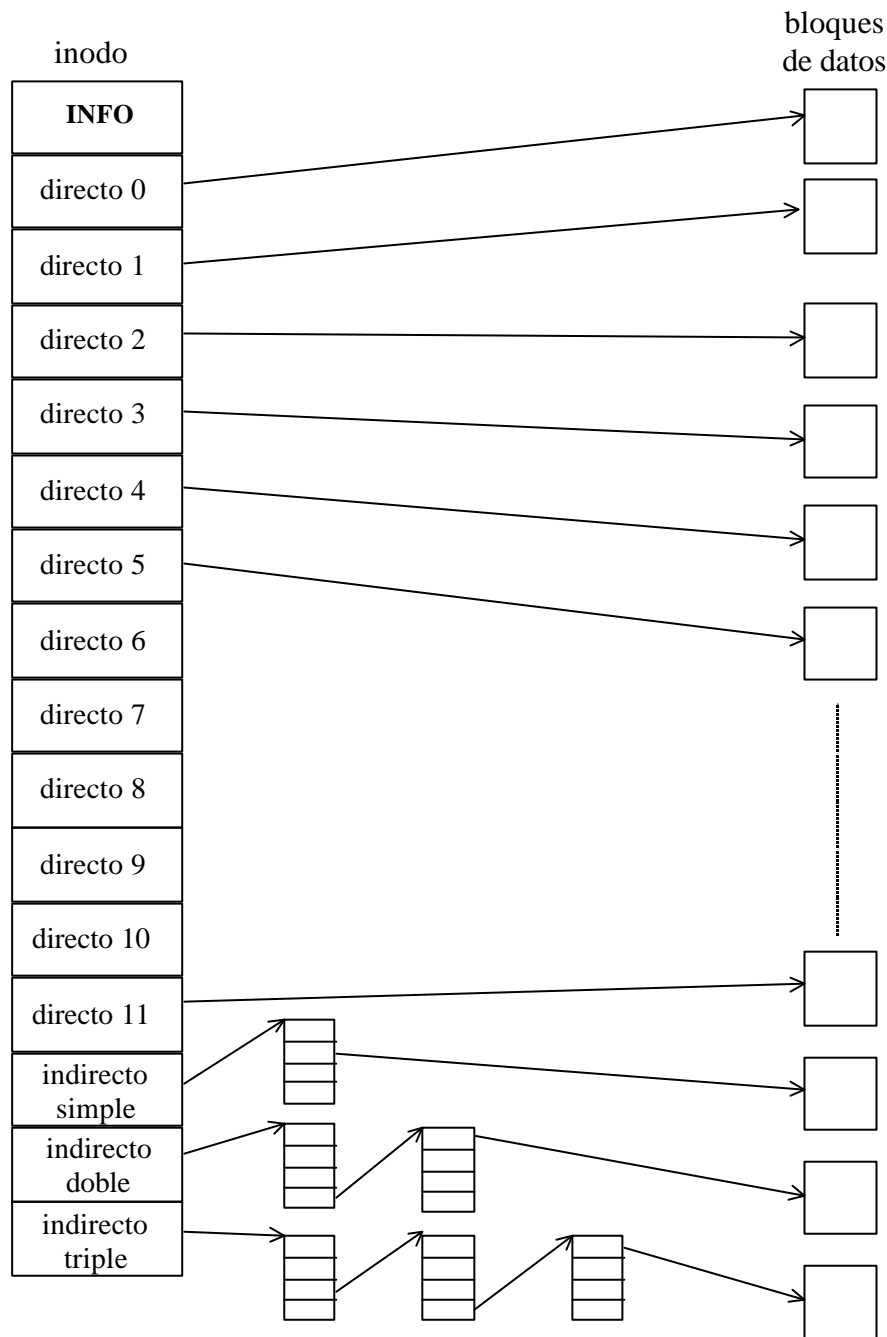 inodo
bloques
de datos
INFO
directo 0
directo 1
directo 2
directo 3
directo 4
directo 5
directo 6
directo 7
directo 8
directo 9
directo 10
directo 11
indirecto
simple
indirecto
doble
indirecto
triple